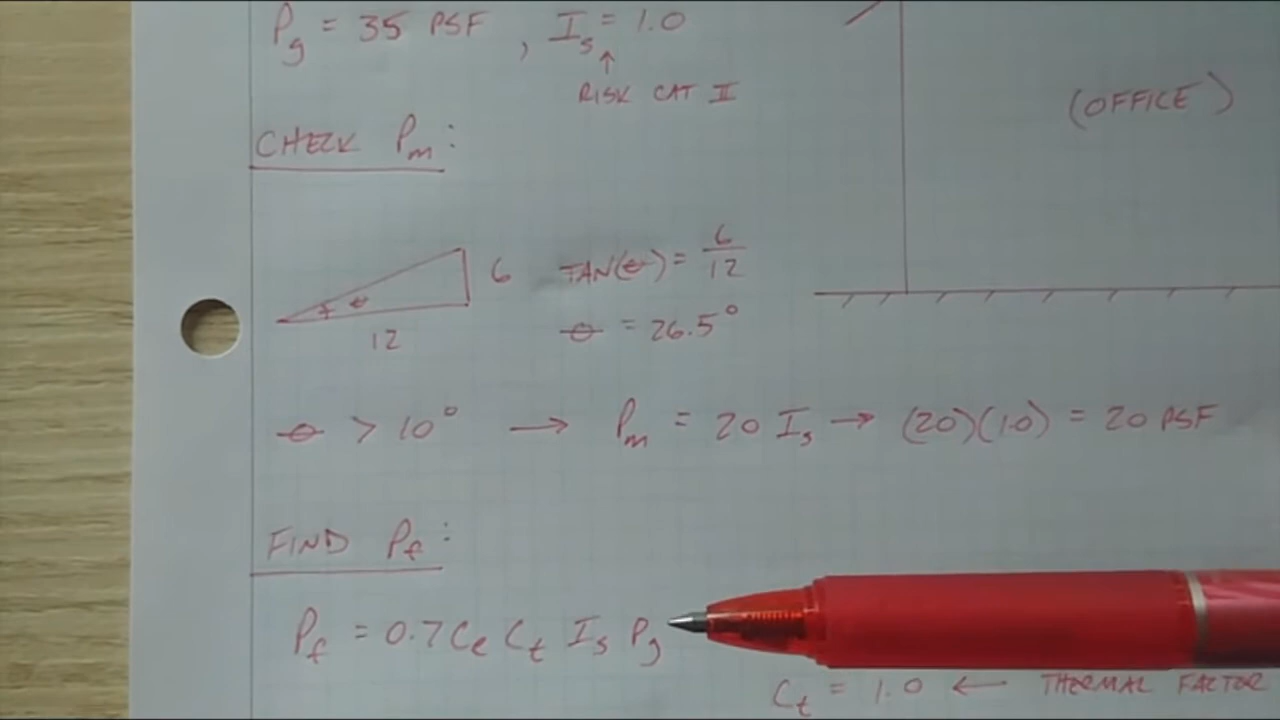 Pg = 35 PSF , Is = 1.0
↑
RISK CAT II
(OFFICE)
CHECK Pm:
6
12
TAN(θ) = 6/12
θ = 26.5°
θ > 10° → Pm = 20 Is → (20)(1.0) = 20 PSF
FIND Pf:
Pf = 0.7 Ce Ct Is Pg
Ct = 1.0 ← THERMAL FACTOR